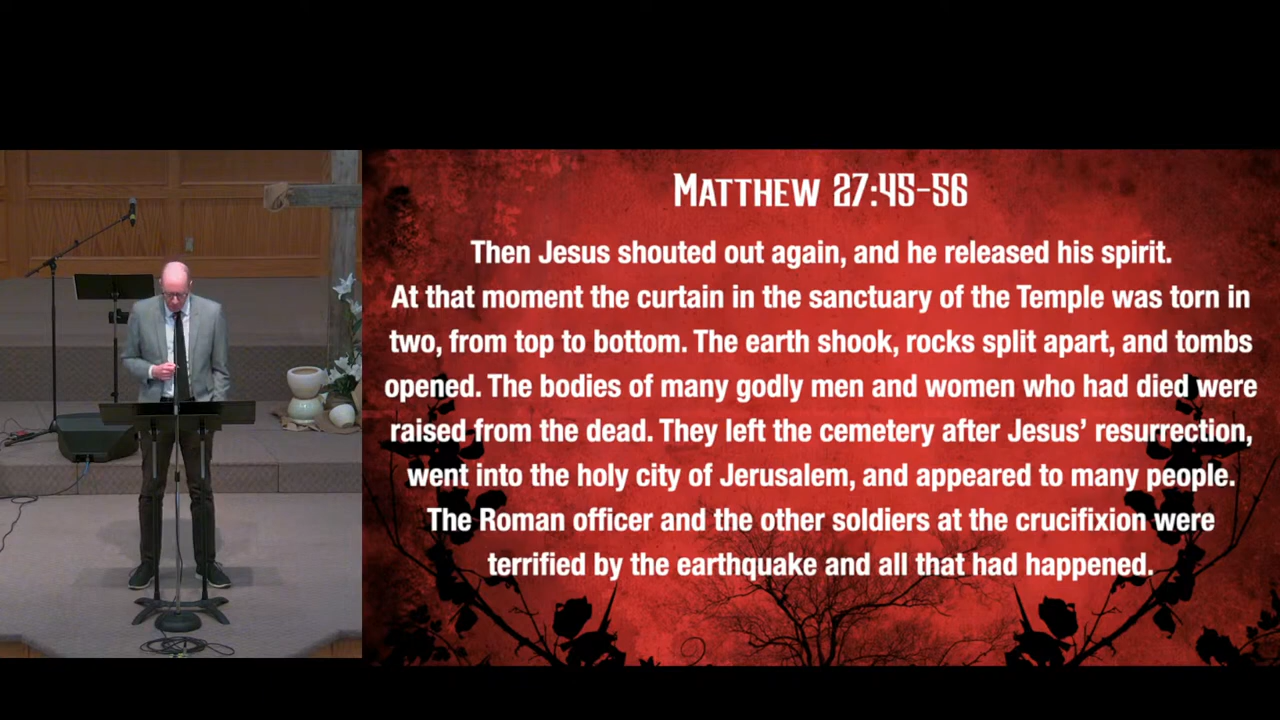 MATTHEW 27:45-56
Then Jesus shouted out again, and he released his spirit.
At that moment the curtain in the sanctuary of the Temple was torn in
two, from top to bottom. The earth shook, rocks split apart, and tombs
opened. The bodies of many godly men and women who had died were
raised from the dead. They left the cemetery after Jesus’ resurrection,
went into the holy city of Jerusalem, and appeared to many people.
The Roman officer and the other soldiers at the crucifixion were
terrified by the earthquake and all that had happened.